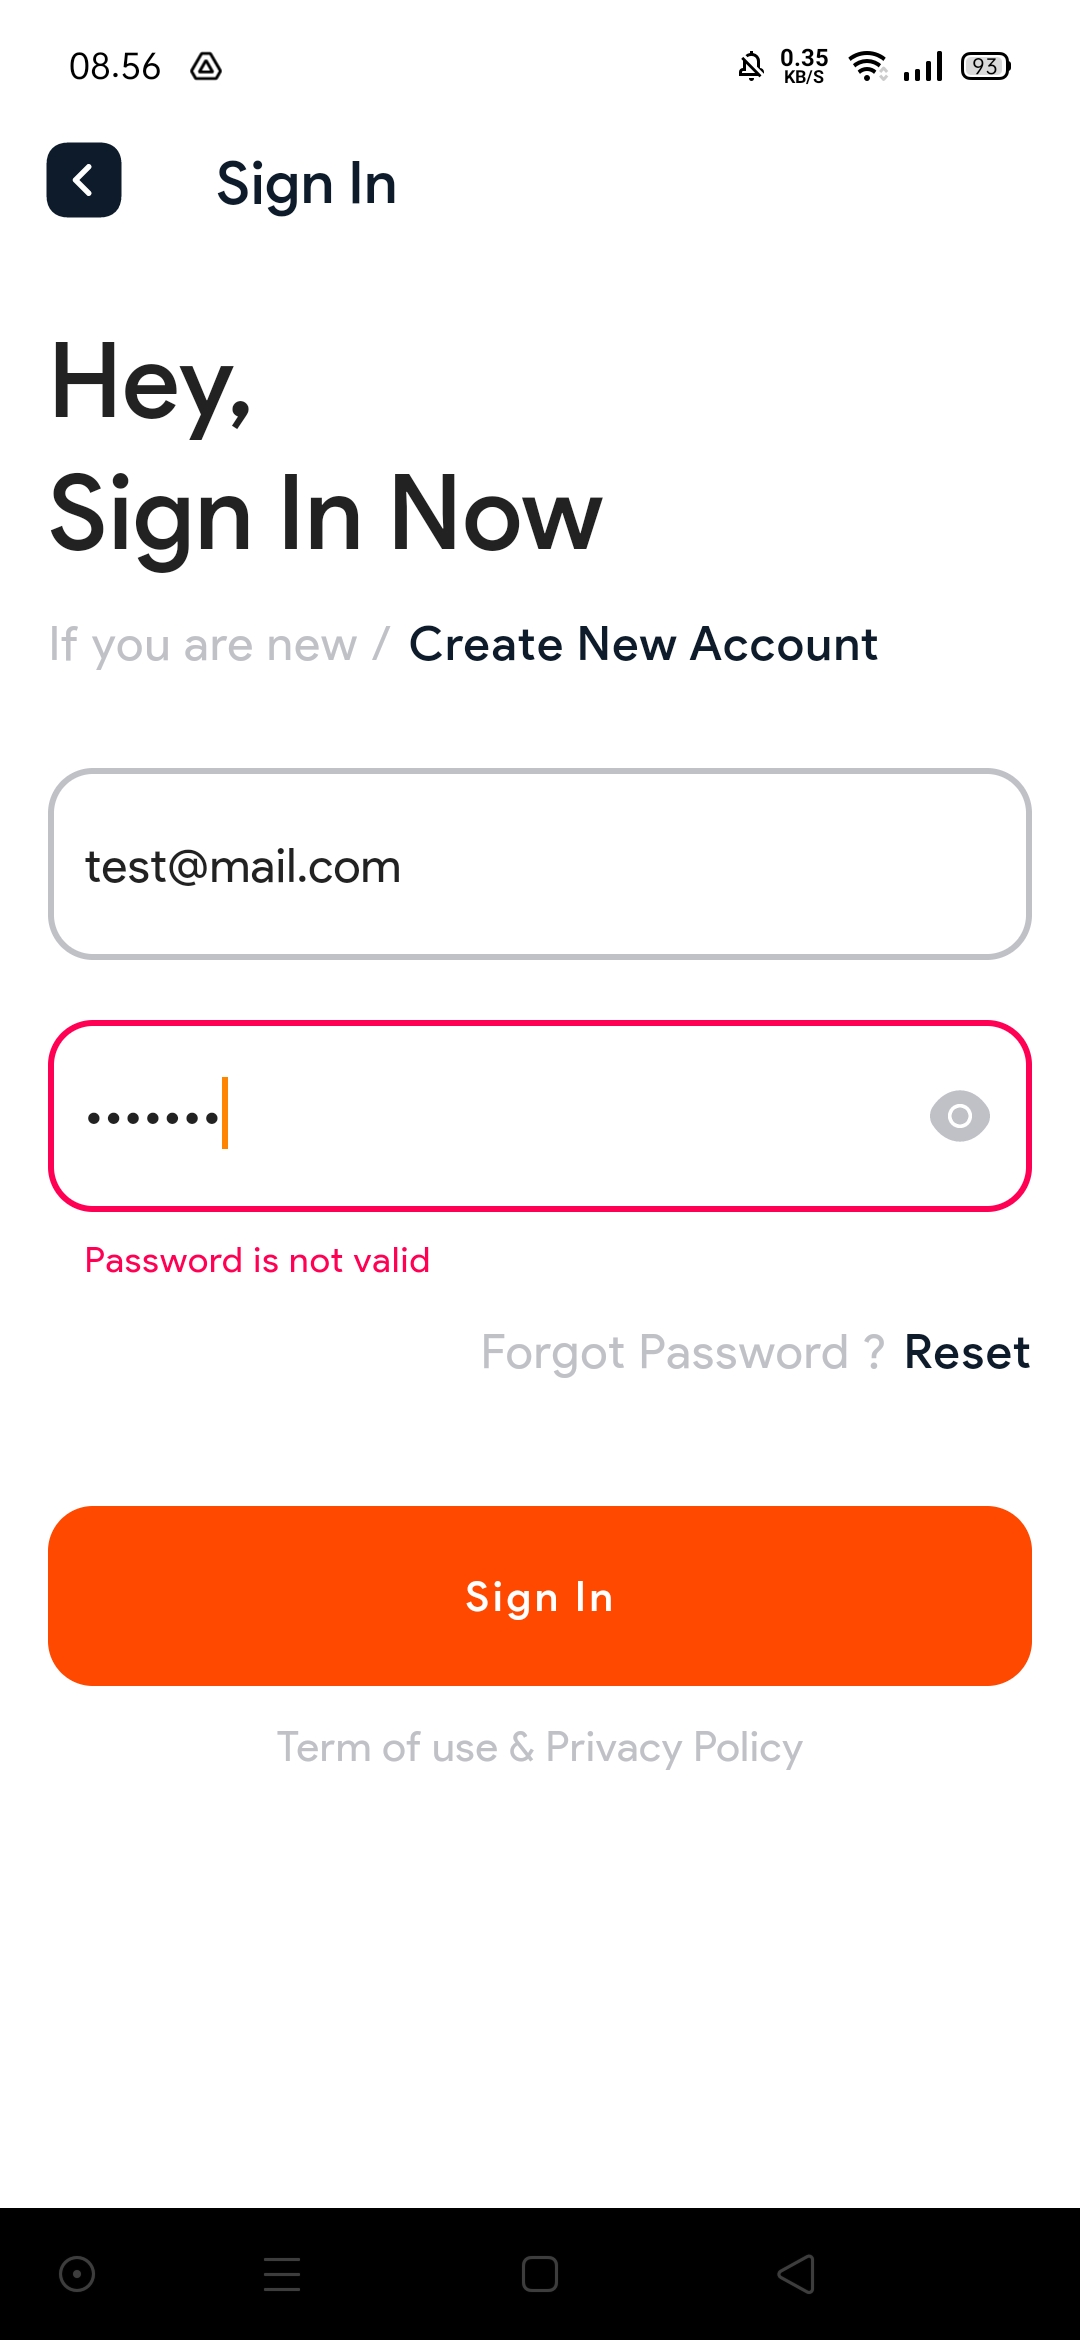 08.56 0.35 KB/S 93
Sign In
Hey,
Sign In Now
If you are new / Create New Account
test@mail.com
•••••••
Password is not valid
Forgot Password ? Reset
Sign In
Term of use & Privacy Policy